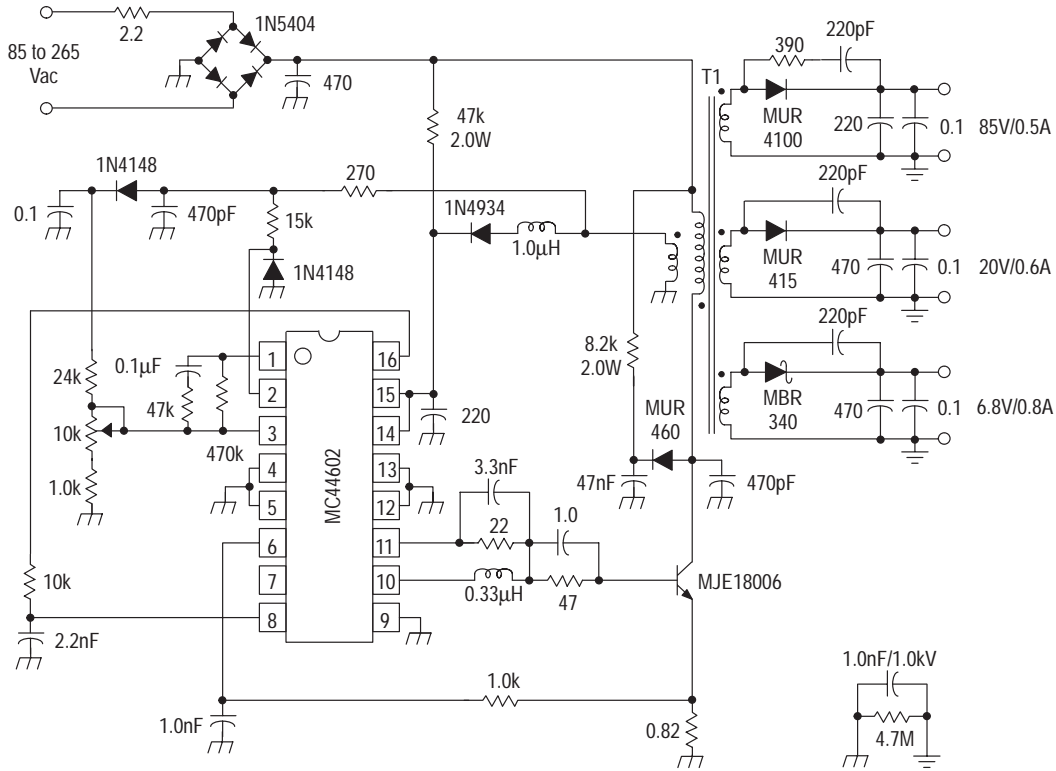 1N5404
2.2
85 to 265
Vac
470
47k
2.0W
T1
390
220pF
MUR
4100
220
0.1
85V/0.5A
1N4148
270
0.1
470pF
15k
1N4934
1.0µH
1N4148
220pF
MUR
415
470
0.1
20V/0.6A
8.2k
2.0W
220pF
MBR
340
470
0.1
6.8V/0.8A
24k
0.1µF
47k
10k
470k
1.0k
1
2
3
4
5
6
7
8
MC44602
16
15
14
13
12
11
10
9
220
MUR
460
47nF
470pF
3.3nF
22
1.0
0.33µH
47
MJE18006
10k
2.2nF
1.0nF
1.0k
0.82
1.0nF/1.0kV
4.7M